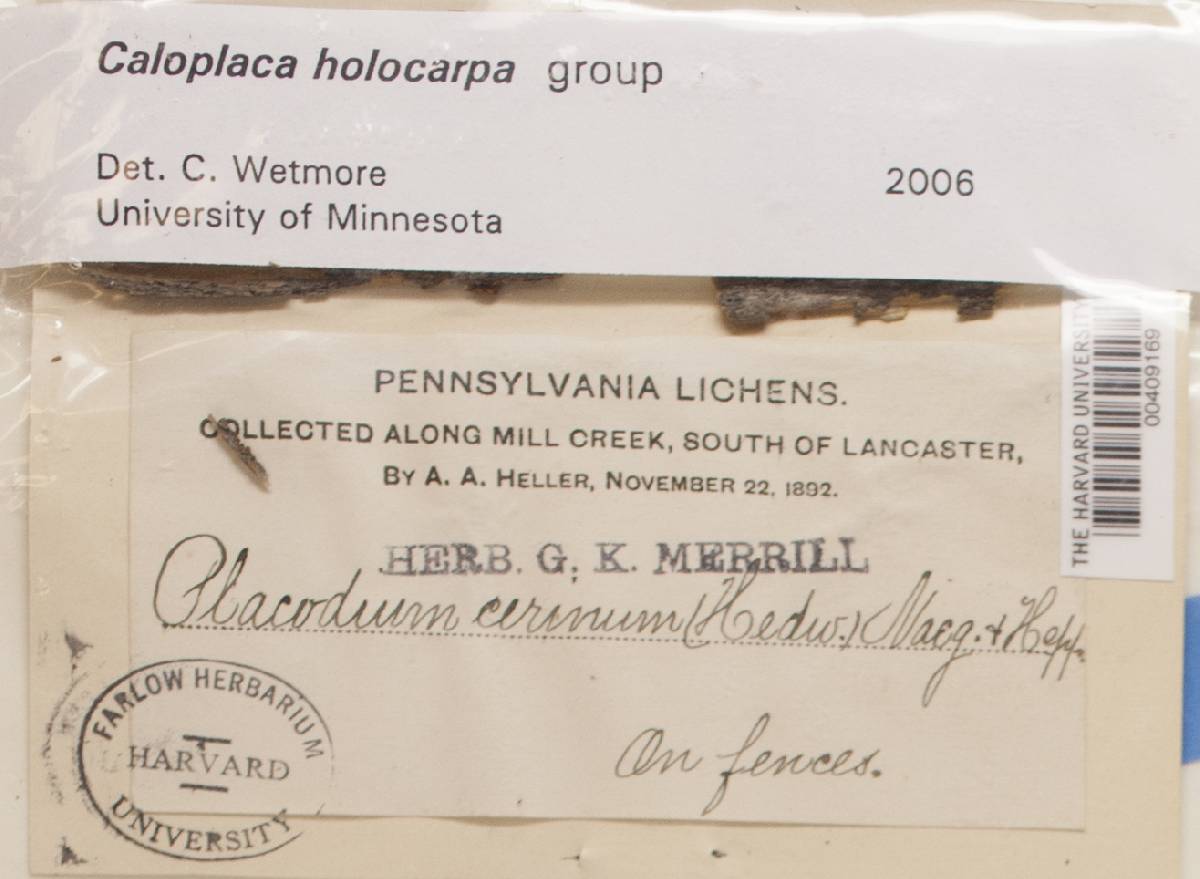 Caloplaca holocarpa group
Det. C. Wetmore 2006
University of Minnesota
PENNSYLVANIA LICHENS.
COLLECTED ALONG MILL CREEK, SOUTH OF LANCASTER,
BY A. A. HELLER, NOVEMBER 22, 1892.
HERB. G. K. MERRILL
Placodium cerinum (Hedw.) Naeg. & Hepp.
On fences.
FARLOW HERBARIUM
HARVARD
UNIVERSITY
THE HARVARD UNIVERSITY
00409169